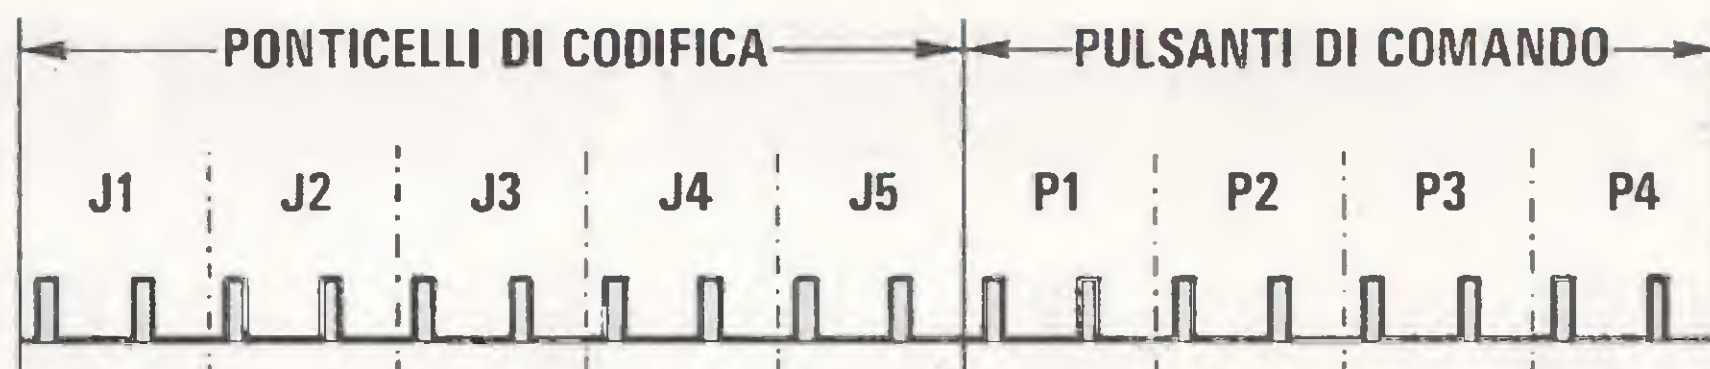 PONTICELLI DI CODIFICA PULSANTI DI COMANDO
J1 J2 J3 J4 J5 P1 P2 P3 P4